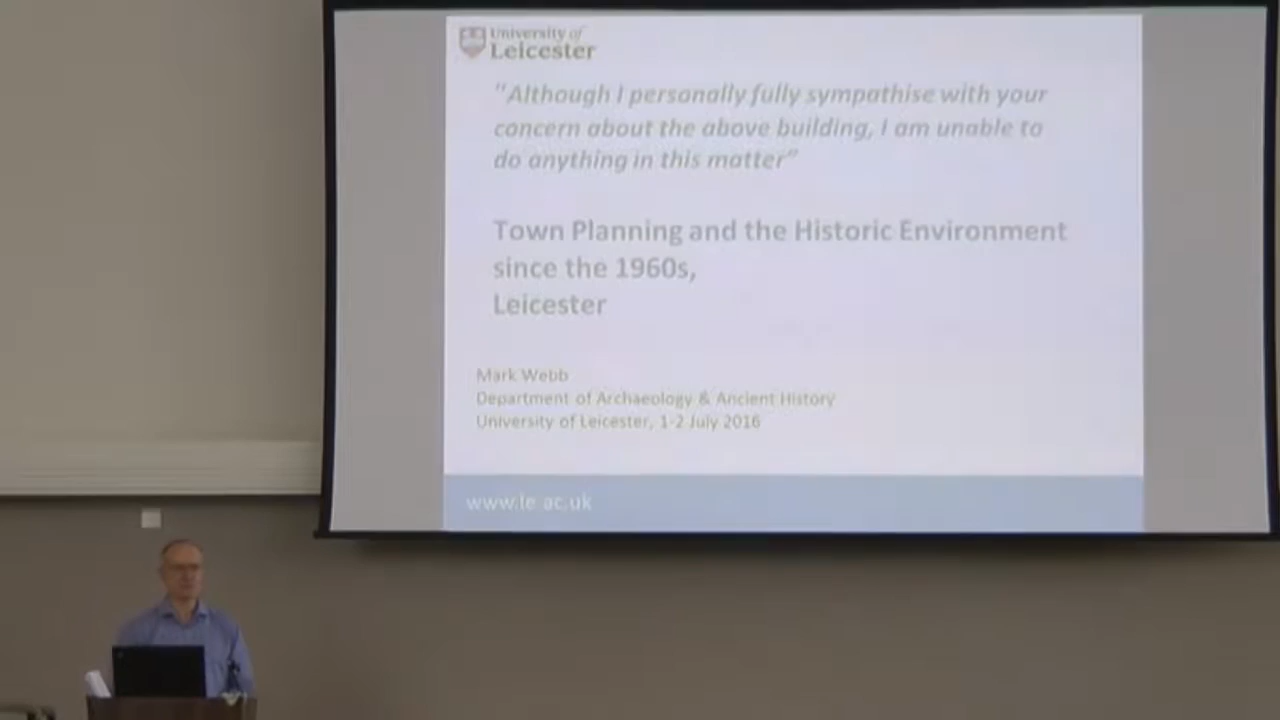 University of
Leicester
"Although I personally fully sympathise with your
concern about the above building, I am unable to
do anything in this matter"
Town Planning and the Historic Environment
since the 1960s,
Leicester
Mark Webb
Department of Archaeology & Ancient History
University of Leicester, 1-2 July 2016
www.le.ac.uk